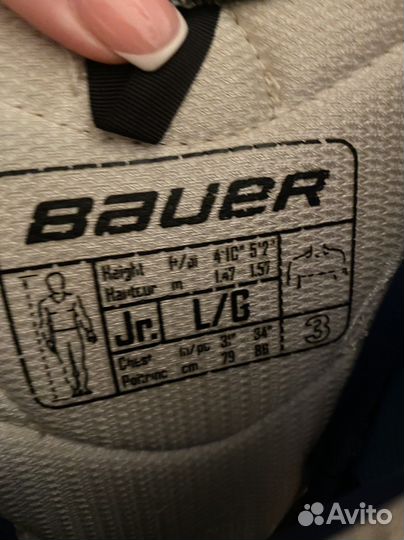 BAUER
Height ft/pi 4'10" 5'2"
Hauteur m 1.47 1.57
Jr. L/G
Chest in/po 31" 34"
Poitrine cm 79 86
3
Avito